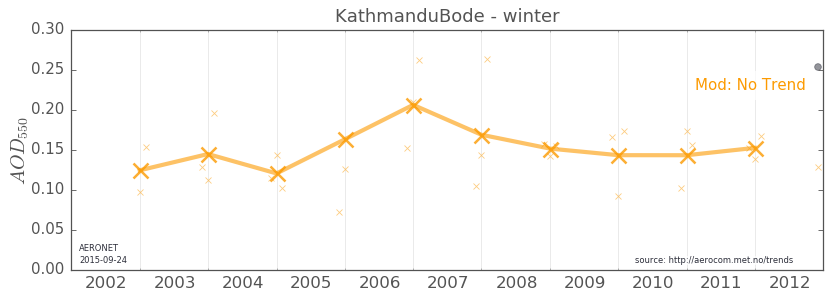 KathmanduBode - winter
0.30
0.25
0.20
0.15
0.10
0.05
0.00
AOD550
Mod: No Trend
AERONET
2015-09-24
source: http://aerocom.met.no/trends
2002 2003 2004 2005 2006 2007 2008 2009 2010 2011 2012